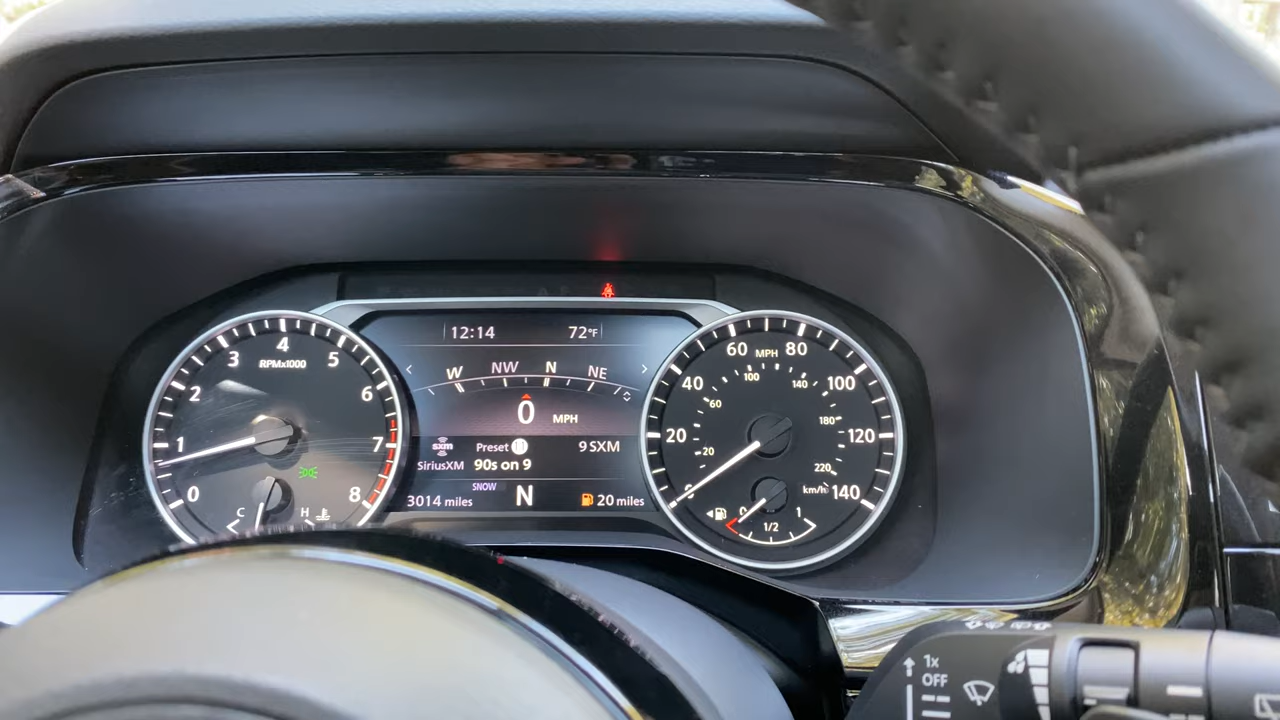 12:14
72°F
W NW N NE
0 MPH
sxm
SiriusXM
Preset
9 SXM
90s on 9
SNOW
3014 miles
N
20 miles
0 1 2 3 4 5 6 7 8
RPMx1000
C H
20 40 60 80 100 120 140
MPH
20 60 100 140 180 220
km/h
0 1/2 1
1x
OFF